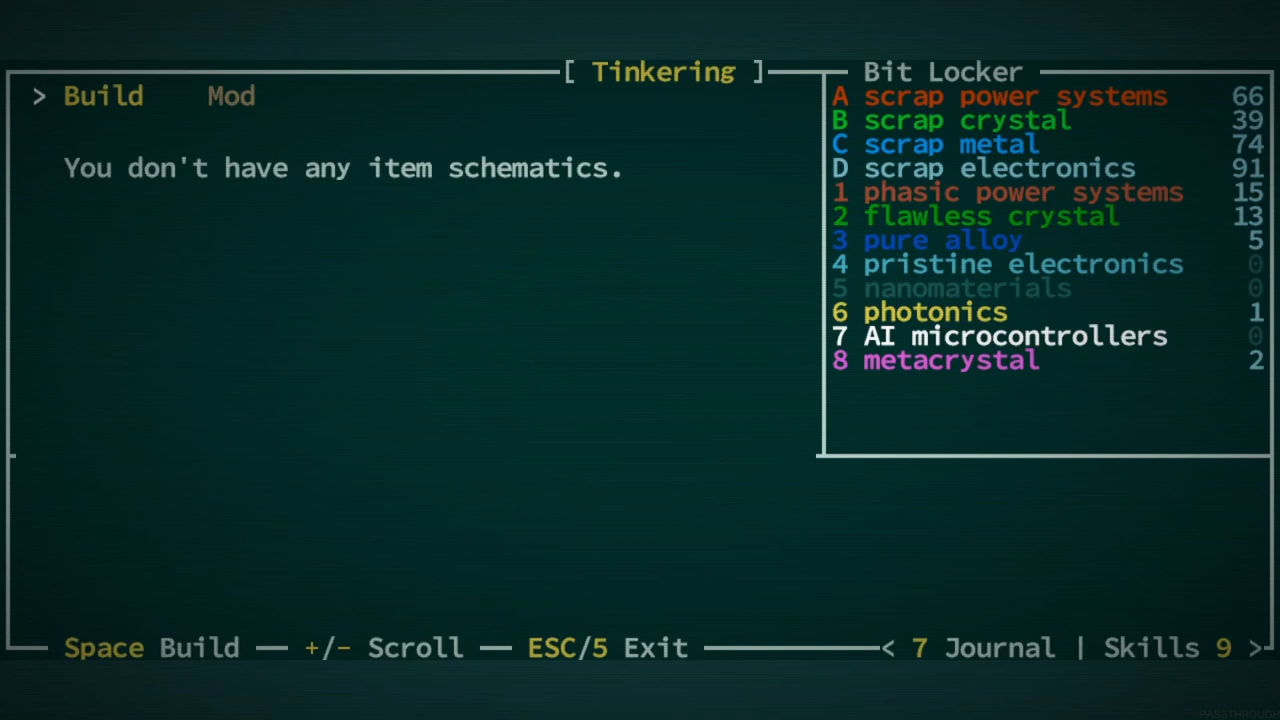 [ Tinkering ]
Bit Locker
> Build Mod
You don't have any item schematics.
A scrap power systems 66
B scrap crystal 39
C scrap metal 74
D scrap electronics 91
1 phasic power systems 15
2 flawless crystal 13
3 pure alloy 5
4 pristine electronics 0
5 nanomaterials 0
6 photonics 1
7 AI microcontrollers 0
8 metacrystal 2
Space Build — +/- Scroll — ESC/5 Exit
< 7 Journal | Skills 9 >